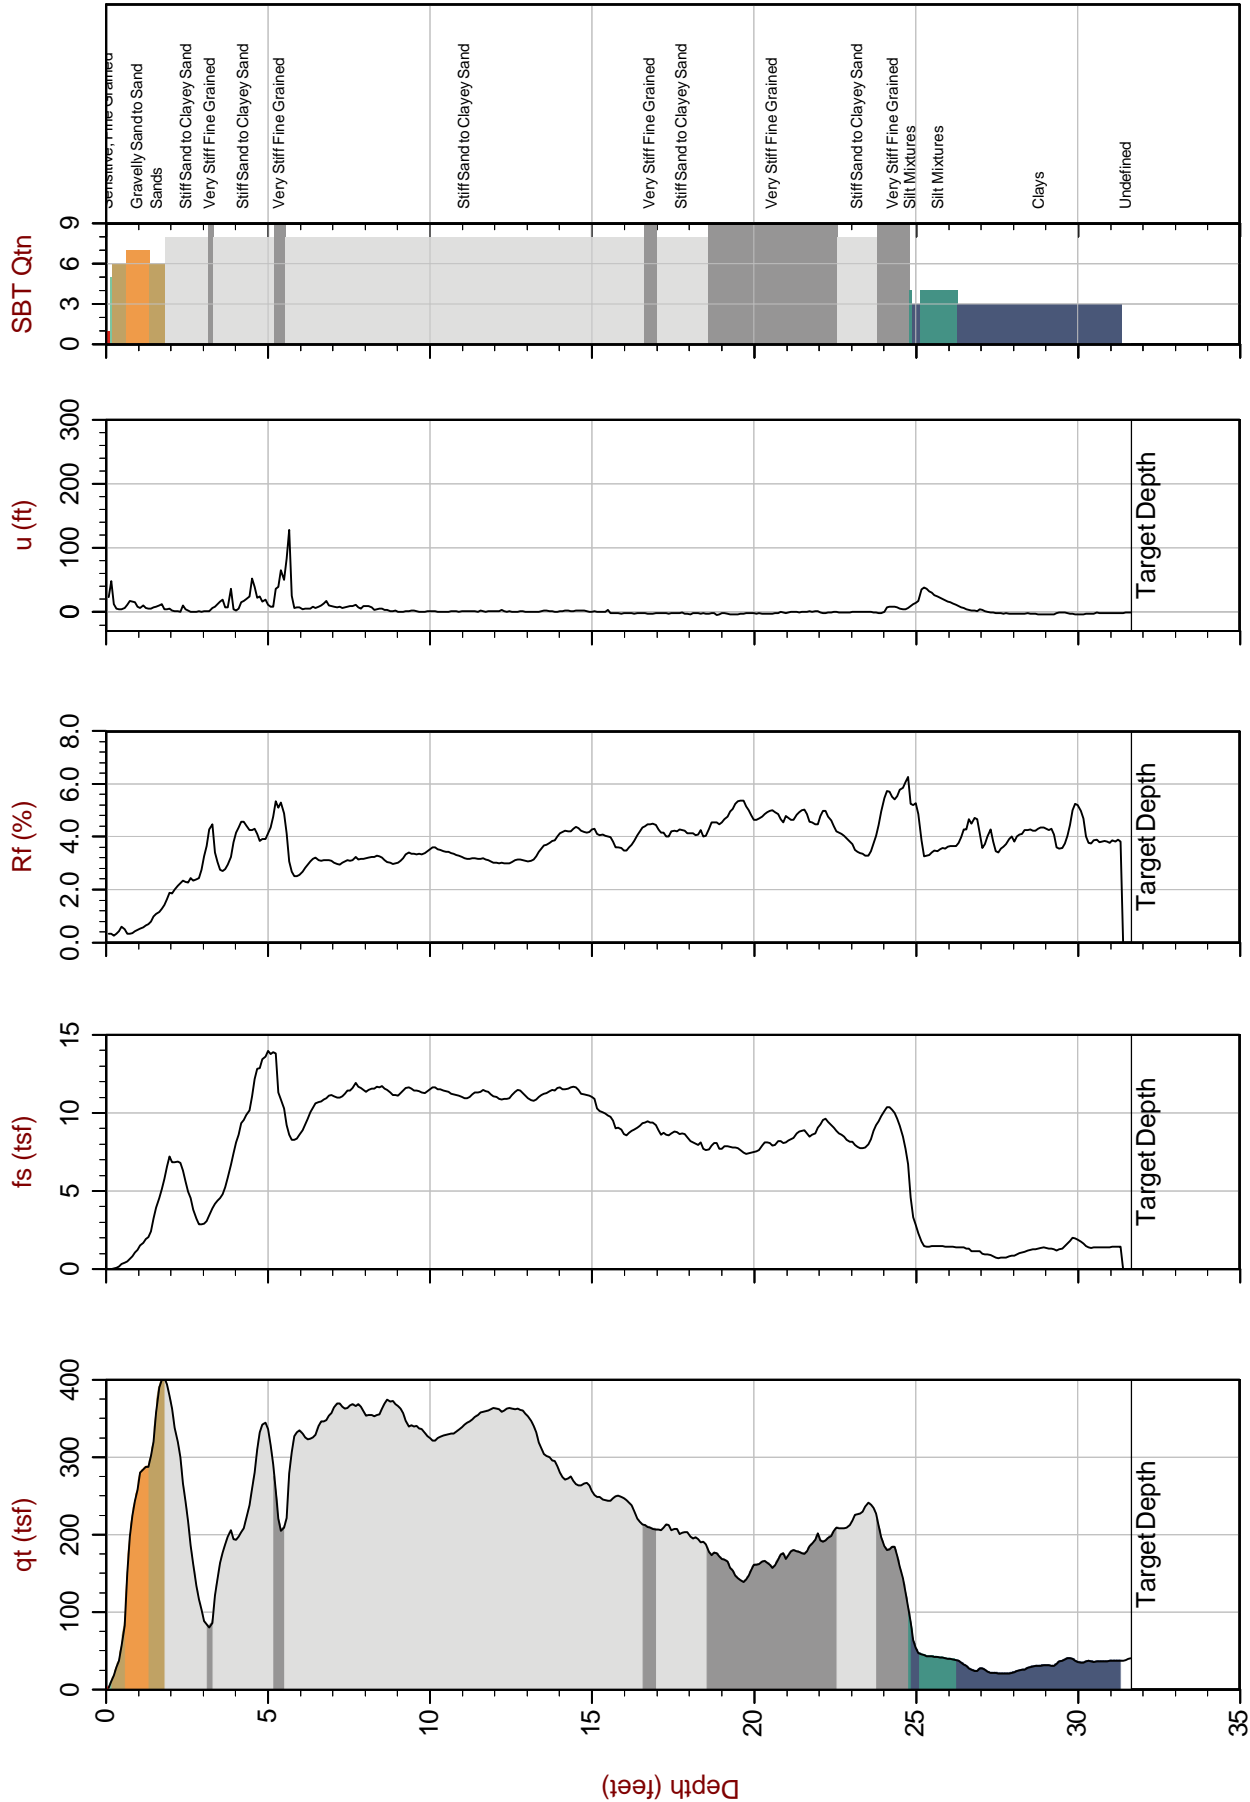 SBT Qtn
0
3
6
9
Sensitive, Fine Grained
Gravelly Sand to Sand
Sands
Stiff Sand to Clayey Sand
Very Stiff Fine Grained
Stiff Sand to Clayey Sand
Very Stiff Fine Grained
Stiff Sand to Clayey Sand
Very Stiff Fine Grained
Stiff Sand to Clayey Sand
Very Stiff Fine Grained
Stiff Sand to Clayey Sand
Very Stiff Fine Grained
Silt Mixtures
Silt Mixtures
Clays
Undefined
u (ft)
0
100
200
300
Target Depth
Rf (%)
0.0
2.0
4.0
6.0
8.0
Target Depth
fs (tsf)
0
5
10
15
Target Depth
qt (tsf)
0
100
200
300
400
Target Depth
0
5
10
15
20
25
30
35
Depth (feet)